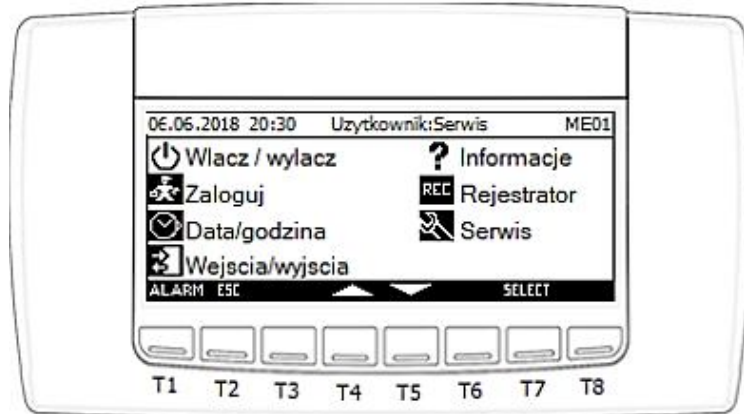 06.06.2018 20:30 Uzytkownik:Serwis ME01
Wlacz / wylacz ? Informacje
Zaloguj REC Rejestrator
Data/godzina Serwis
Wejscia/wyjscia
ALARM ESC SELECT
T1 T2 T3 T4 T5 T6 T7 T8